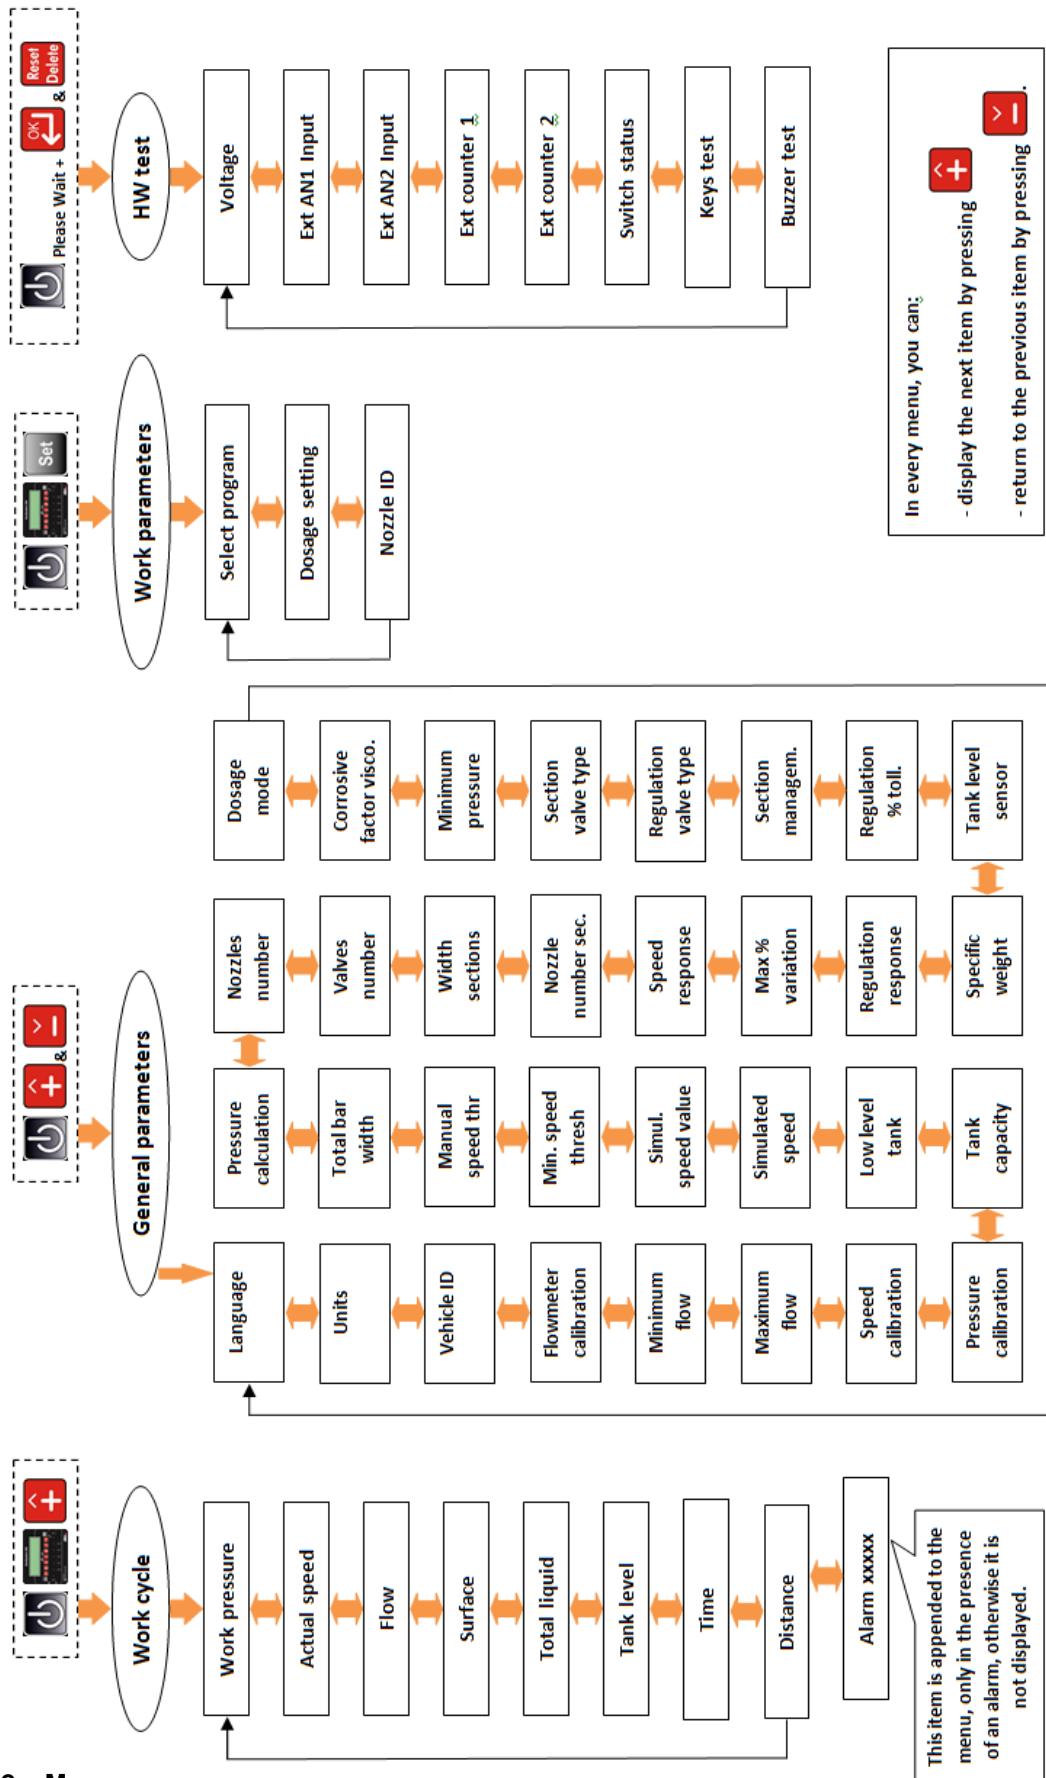 Work cycle
Work pressure
Actual speed
Flow
Surface
Total liquid
Tank level
Time
Distance
Alarm xxxxx
This item is appended to the
menu, only in the presence
of an alarm, otherwise it is
not displayed.
&
General parameters
Language
Units
Vehicle ID
Flowmeter
calibration
Minimum
flow
Maximum
flow
Speed
calibration
Pressure
calibration
Pressure
calculation
Total bar
width
Manual
speed thr
Min. speed
thresh
Simul.
speed value
Simulated
speed
Low level
tank
Tank
capacity
Nozzles
number
Valves
number
Width
sections
Nozzle
number sec.
Speed
response
Max %
variation
Regulation
response
Specific
weight
Dosage
mode
Corrosive
factor visco.
Minimum
pressure
Section
valve type
Regulation
valve type
Section
managem.
Regulation
% toll.
Tank level
sensor
Set
Work parameters
Select program
Dosage setting
Nozzle ID
Please Wait +
OK
&
Reset
Delete
HW test
Voltage
Ext AN1 Input
Ext AN2 Input
Ext counter 1
Ext counter 2
Switch status
Keys test
Buzzer test
In every menu, you can:
- display the next item by pressing
- return to the previous item by pressing .